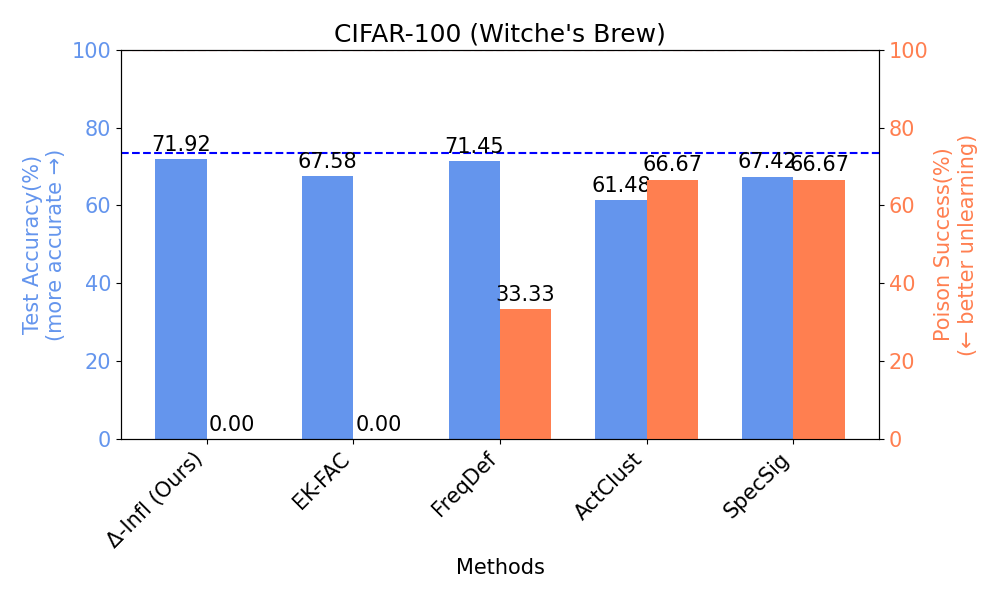 CIFAR-100 (Witche's Brew)
Test Accuracy(%)
(more accurate →)
100
80
60
40
20
0
71.92
0.00
67.58
0.00
71.45
33.33
61.48
66.67
67.42
66.67
100
80
60
40
20
0
Poison Success(%)
(← better unlearning)
Δ-Infl (Ours)
EK-FAC
FreqDef
ActClust
SpecSig
Methods